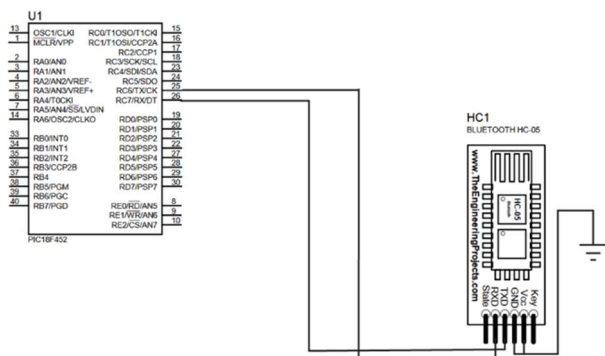 U1
13 OSC1/CLKI RC0/T1OSO/T1CKI 15
1 MCLR/VPP RC1/T1OSI/CCP2A 16
RC2/CCP1 17
2 RA0/AN0 RC3/SCK/SCL 18
3 RA1/AN1 RC4/SDI/SDA 23
4 RA2/AN2/VREF- RC5/SDO 24
5 RA3/AN3/VREF+ RC6/TX/CK 25
6 RA4/T0CKI RC7/RX/DT 26
7 RA5/AN4/SS/LVDIN
14 RA6/OSC2/CLKO RD0/PSP0 19
RD1/PSP1 20
33 RB0/INT0 RD2/PSP2 21
34 RB1/INT1 RD3/PSP3 22
35 RB2/INT2 RD4/PSP4 27
36 RB3/CCP2B RD5/PSP5 28
37 RB4 RD6/PSP6 29
38 RB5/PGM RD7/PSP7 30
39 RB6/PGC
40 RB7/PGD RE0/RD/AN5 8
RE1/WR/AN6 9
RE2/CS/AN7 10
PIC18F452
HC1
BLUETOOTH HC-05
www.TheEngineeringProjects.com
HC-05
State
RXD
TXD
GND
Vcc
Key